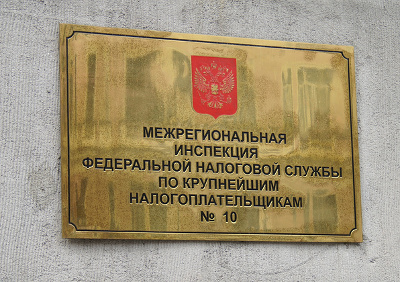 МЕЖРЕГИОНАЛЬНАЯ
ИНСПЕКЦИЯ
ФЕДЕРАЛЬНОЙ НАЛОГОВОЙ СЛУЖБЫ
ПО КРУПНЕЙШИМ
НАЛОГОПЛАТЕЛЬЩИКАМ
№ 10